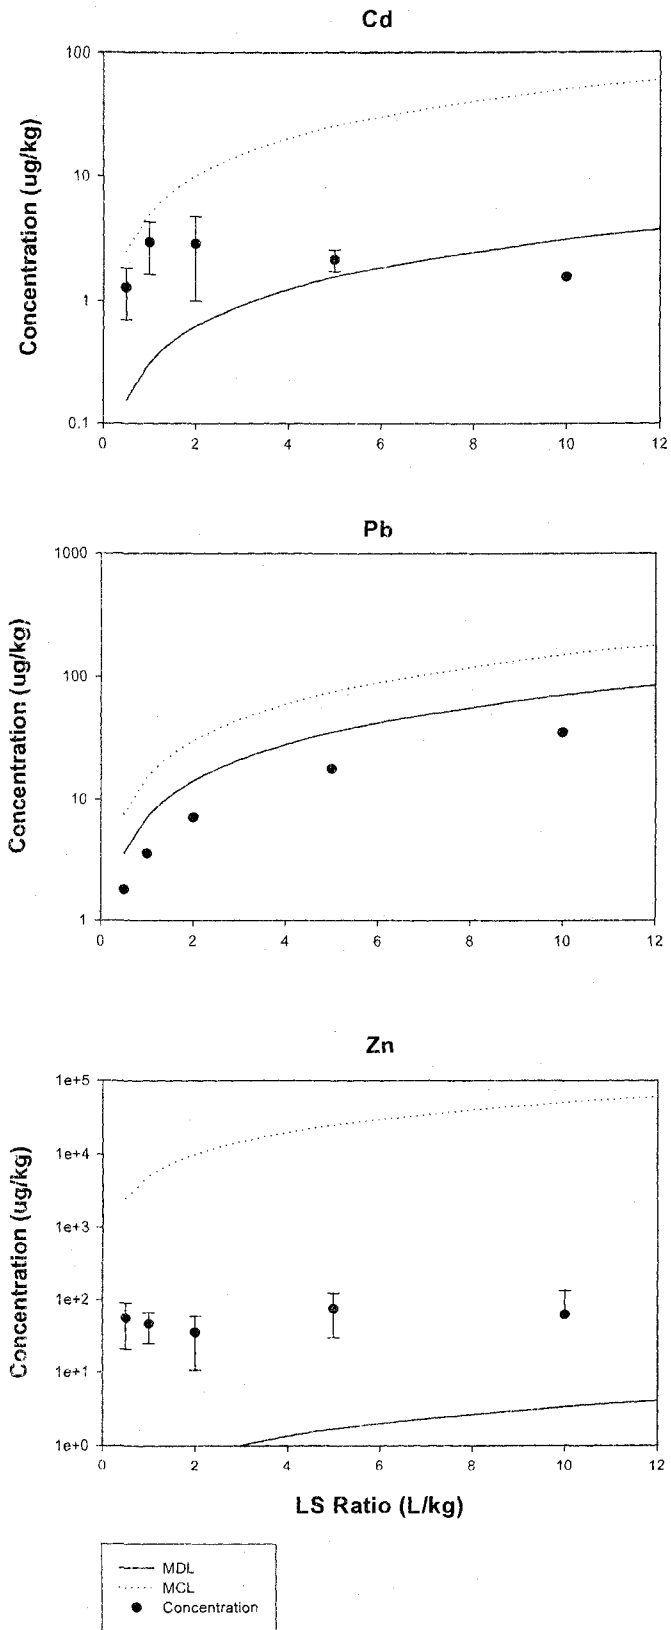 Cd
100
10
1
0.1
Concentration (ug/kg)
0 2 4 6 8 10 12
Pb
1000
100
10
1
Concentration (ug/kg)
0 2 4 6 8 10 12
Zn
1e+5
1e+4
1e+3
1e+2
1e+1
1e+0
Concentration (ug/kg)
0 2 4 6 8 10 12
LS Ratio (L/kg)
MDL
MCL
Concentration